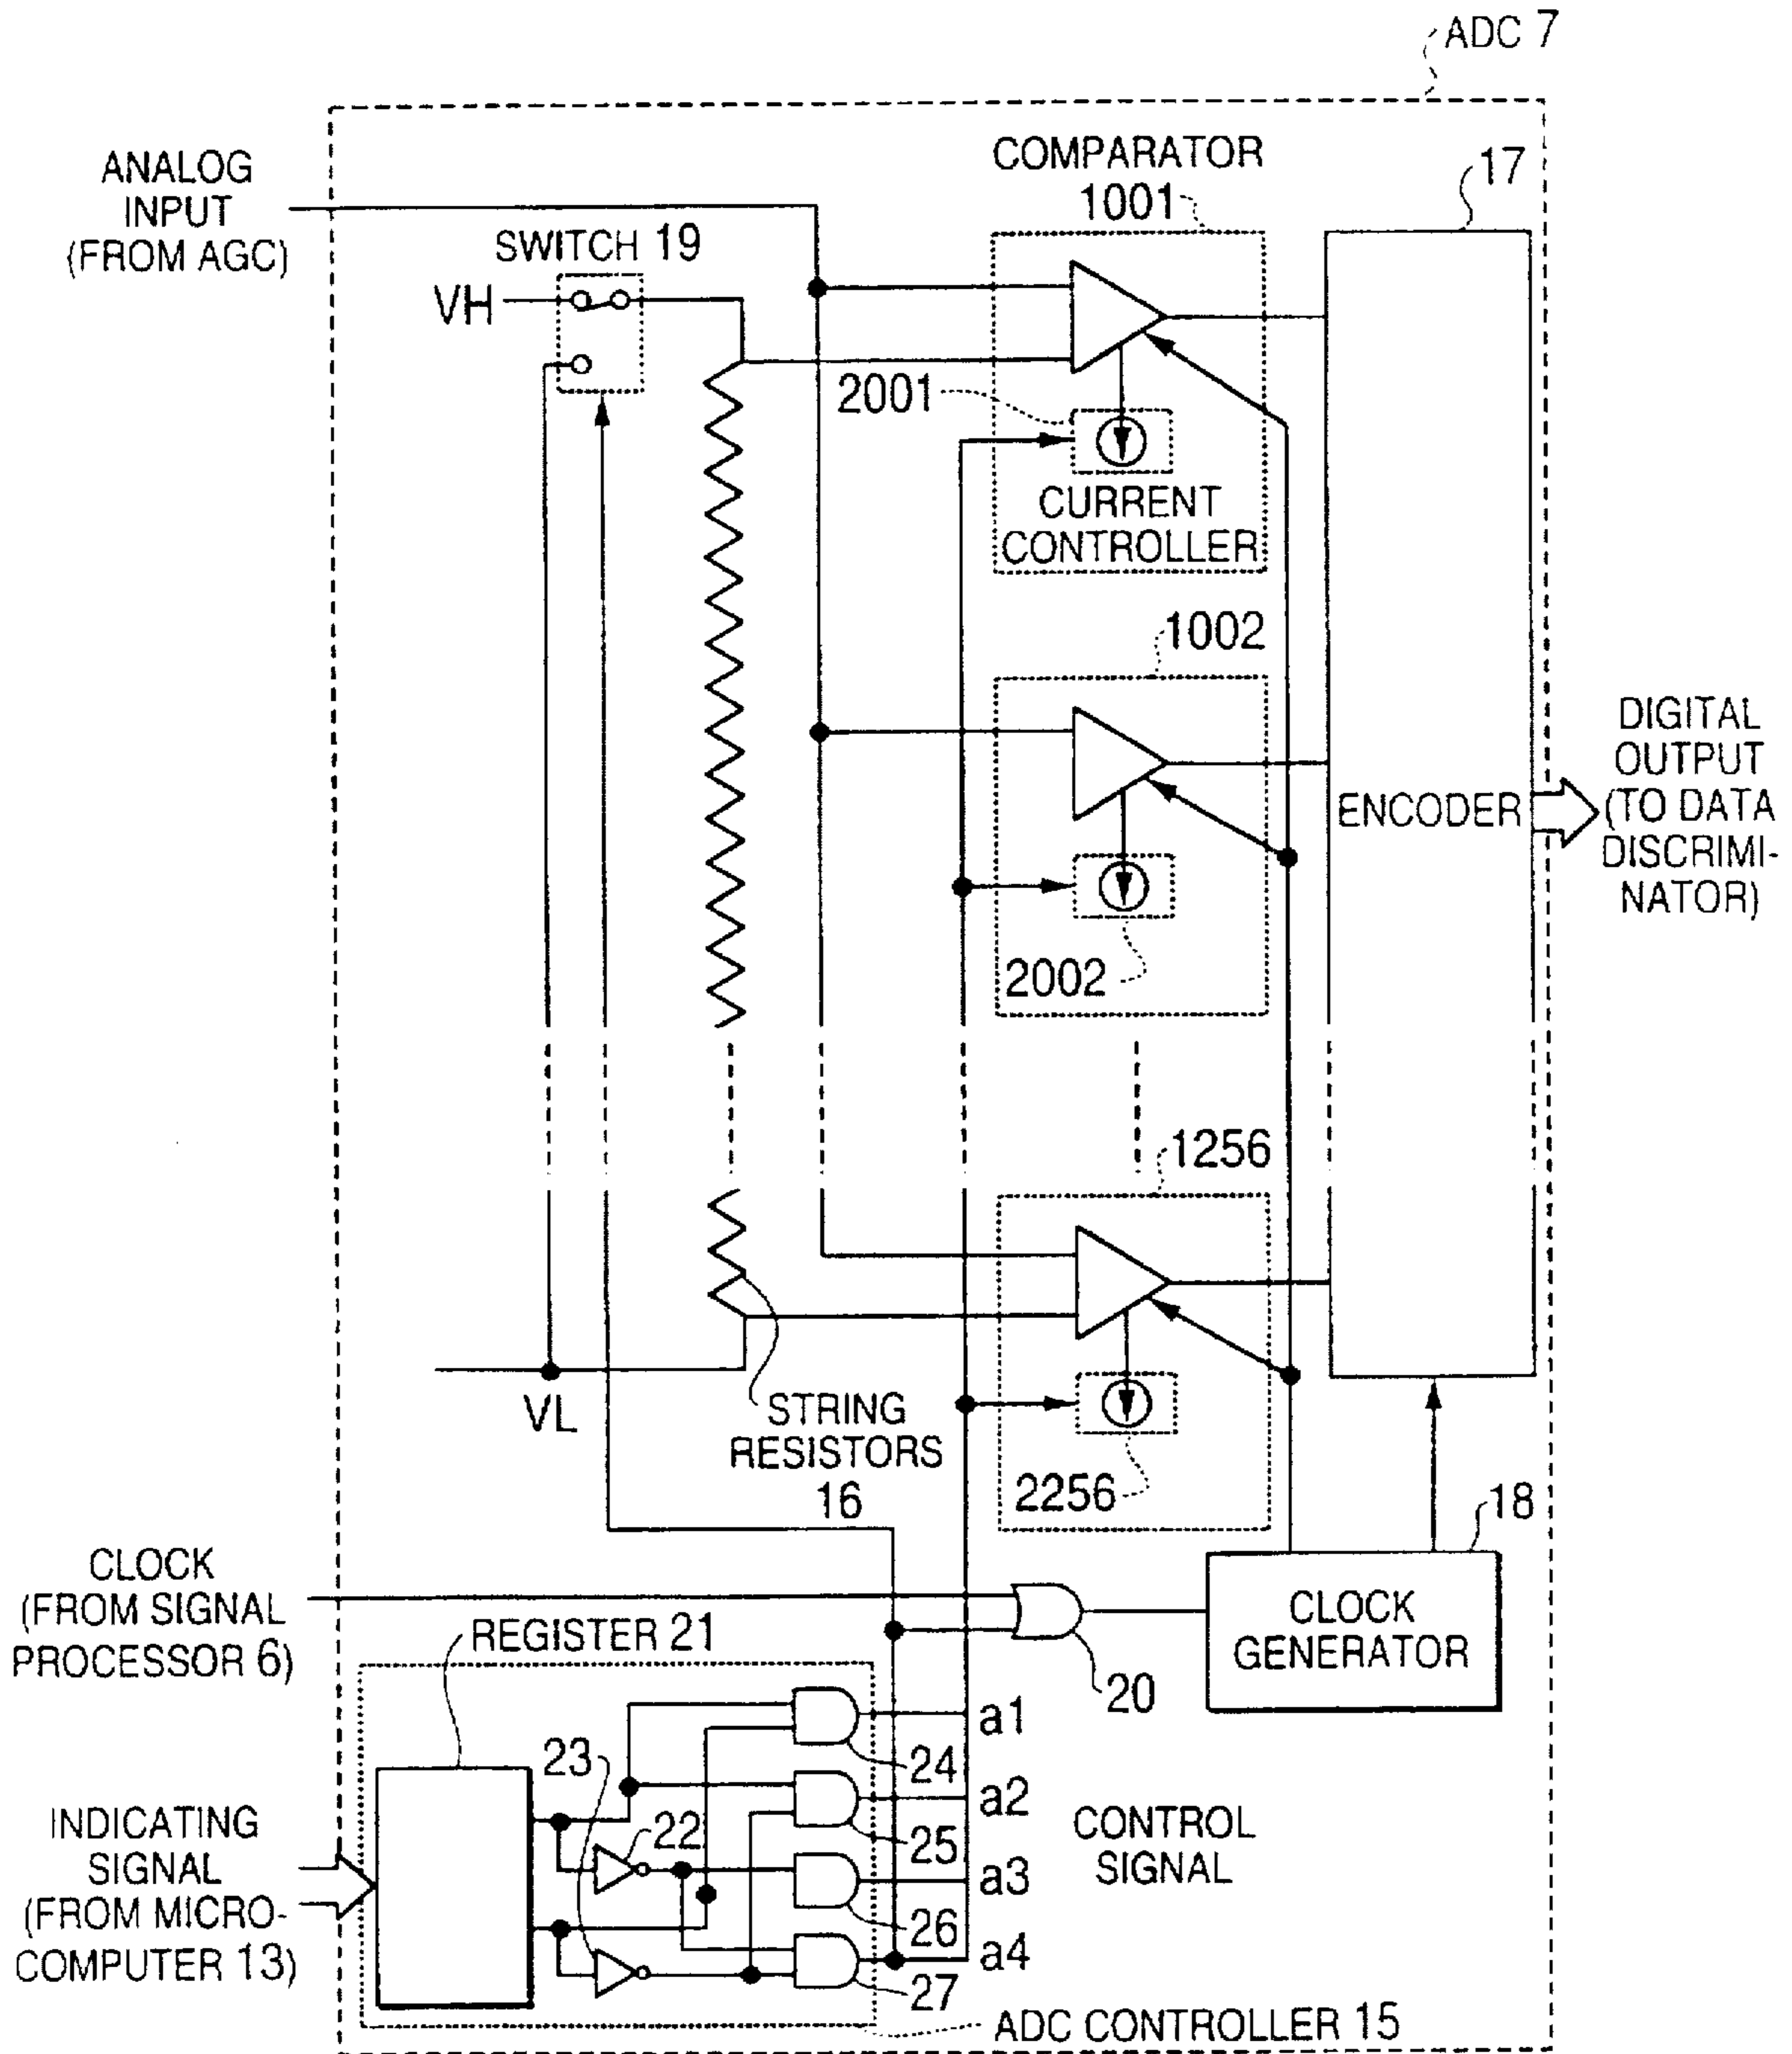 ADC 7
ANALOG
INPUT
(FROM AGC)
COMPARATOR
1001
17
SWITCH 19
VH
2001
CURRENT
CONTROLLER
1002
DIGITAL
OUTPUT
(TO DATA
DISCRIMI-
NATOR)
ENCODER
2002
1256
VL
STRING
RESISTORS
16
2256
18
CLOCK
(FROM SIGNAL
PROCESSOR 6)
CLOCK
GENERATOR
REGISTER 21
20
a1
24
23
a2
25
22
INDICATING
SIGNAL
(FROM MICRO-
COMPUTER 13)
CONTROL
SIGNAL
a3
26
a4
27
ADC CONTROLLER 15